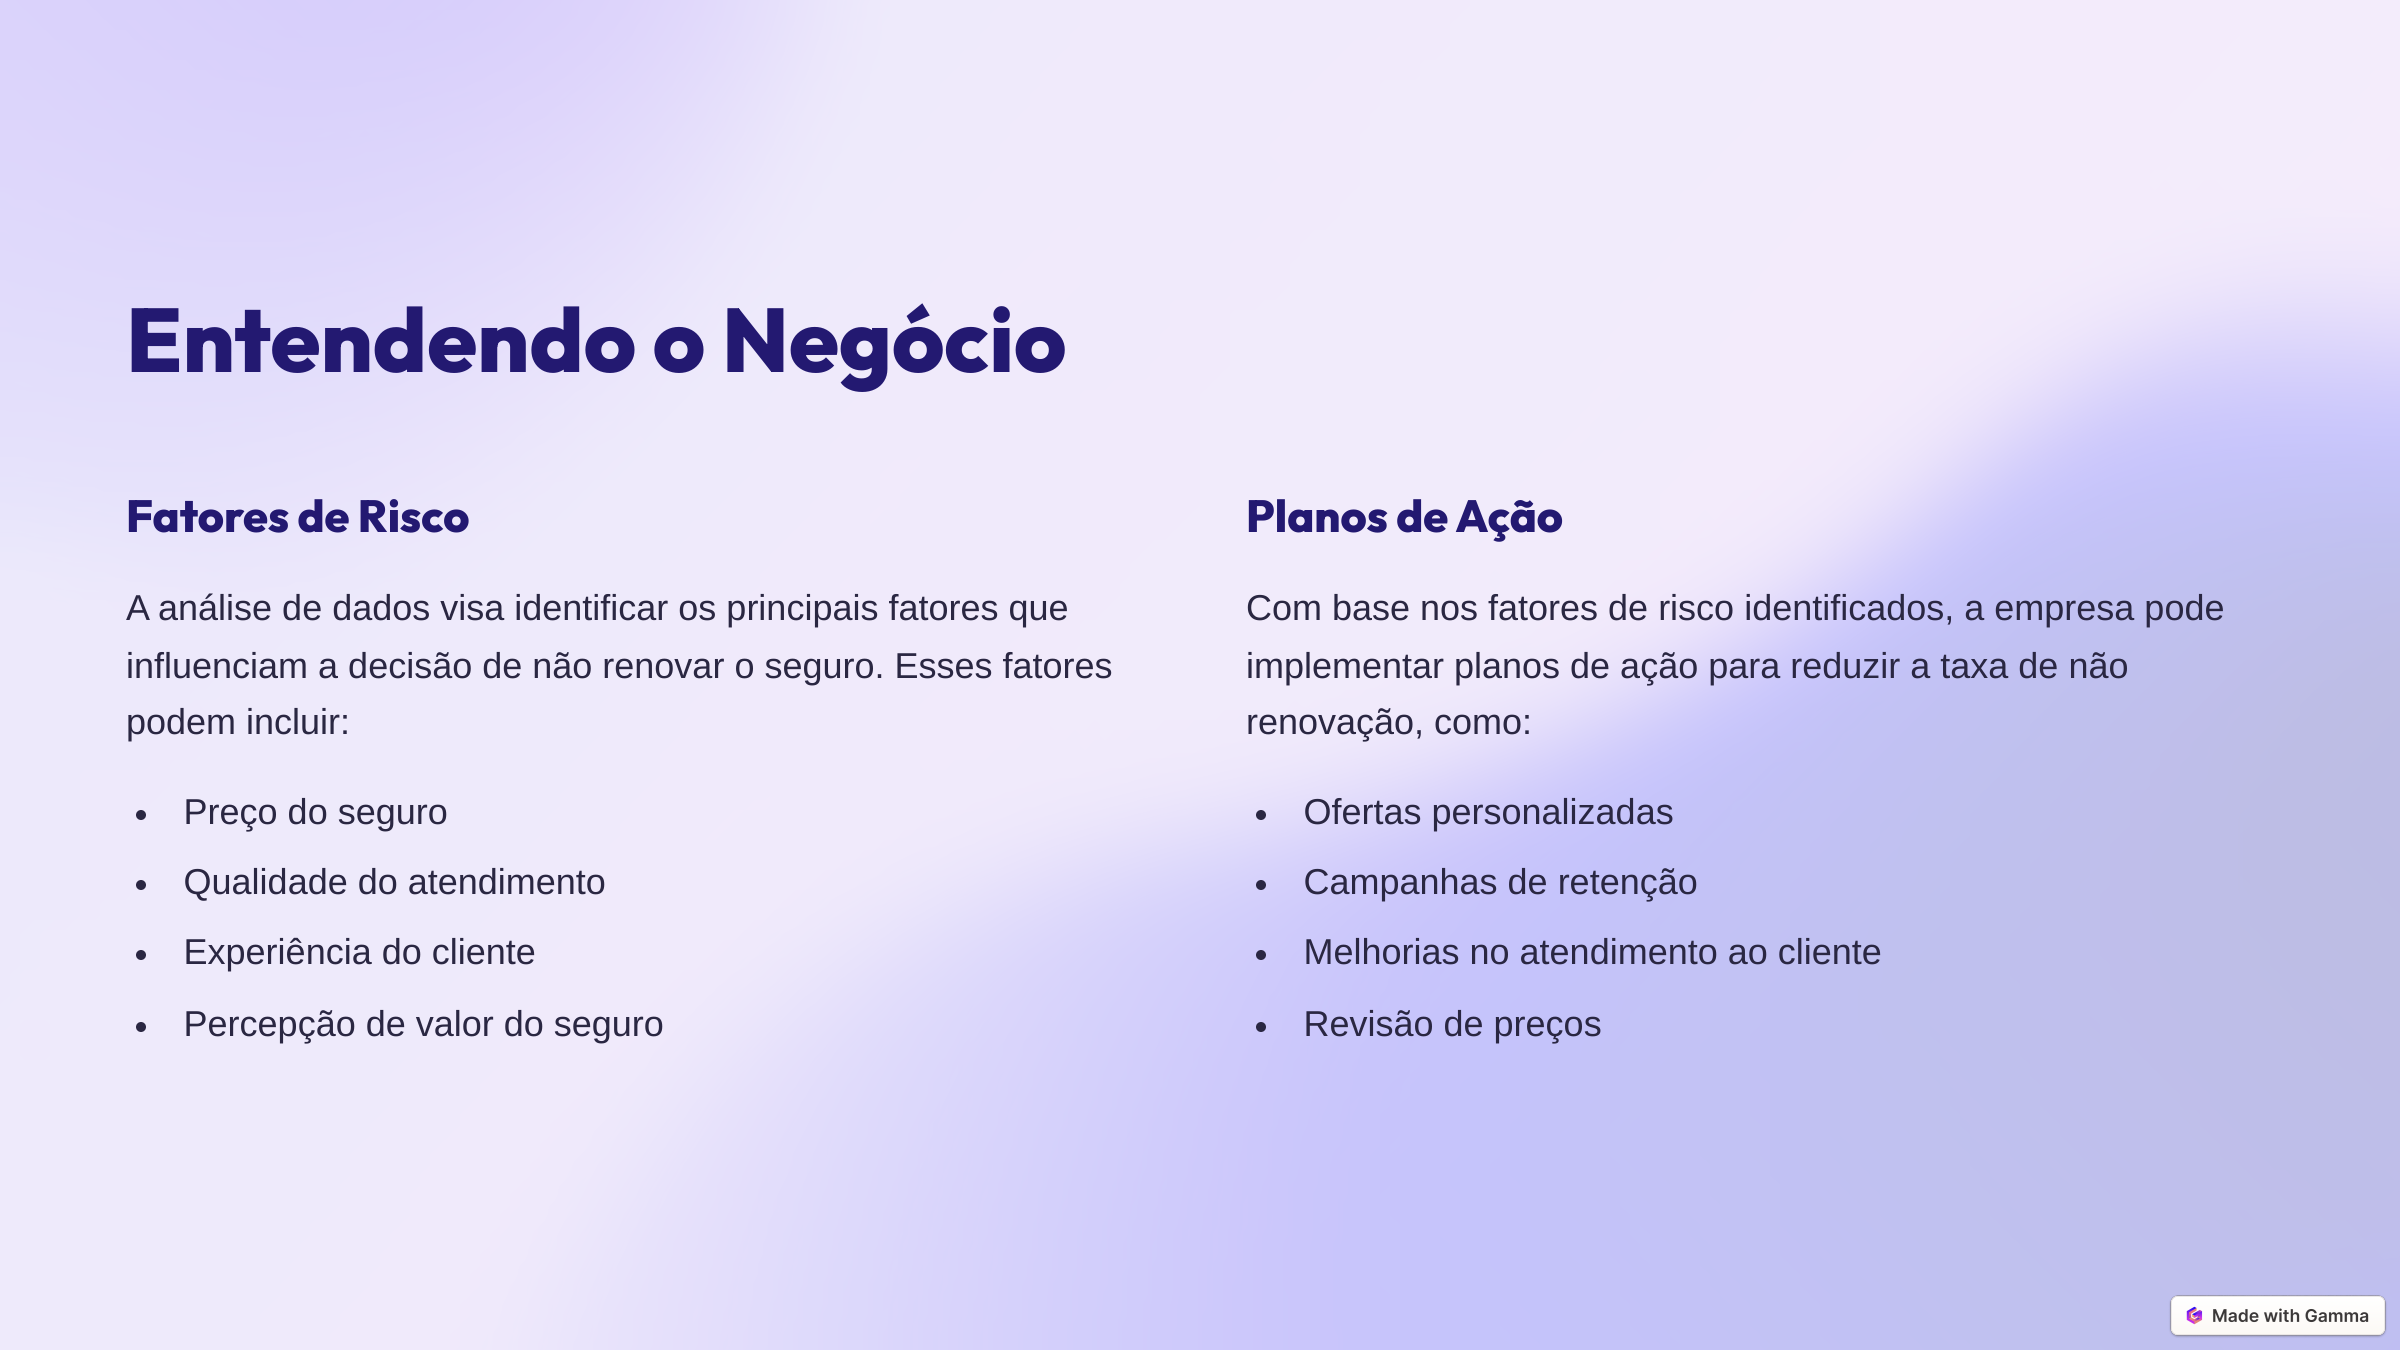 Entendendo o Negócio
Fatores de Risco
A análise de dados visa identificar os principais fatores que
influenciam a decisão de não renovar o seguro. Esses fatores
podem incluir:
• Preço do seguro
• Qualidade do atendimento
• Experiência do cliente
• Percepção de valor do seguro
Planos de Ação
Com base nos fatores de risco identificados, a empresa pode
implementar planos de ação para reduzir a taxa de não
renovação, como:
• Ofertas personalizadas
• Campanhas de retenção
• Melhorias no atendimento ao cliente
• Revisão de preços
Made with Gamma